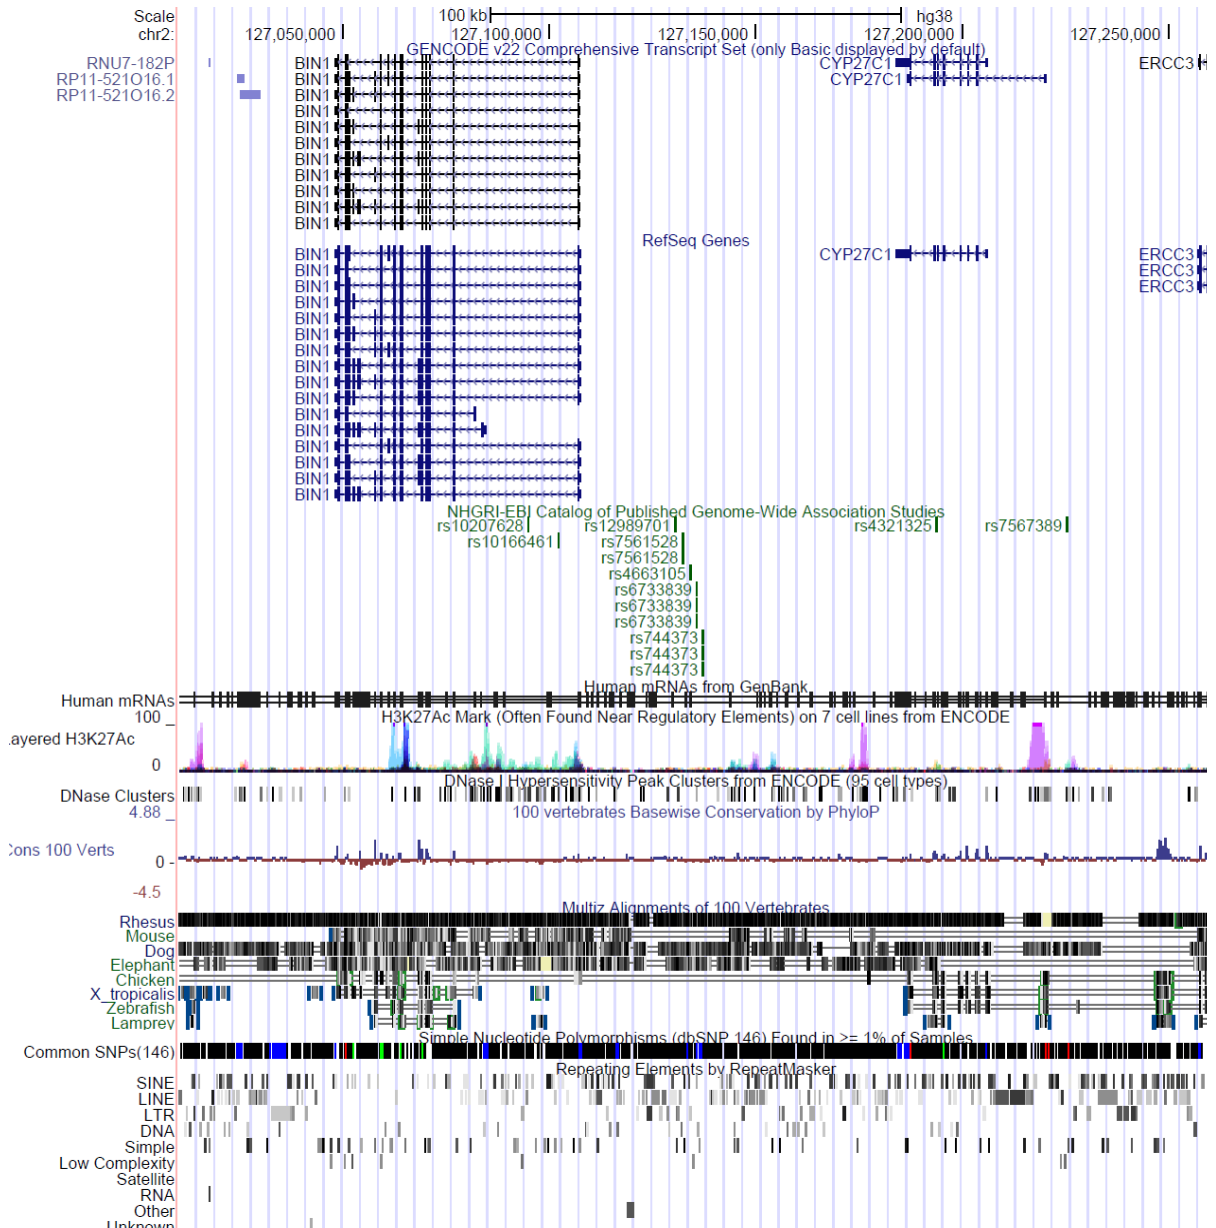 Scale 100 kb hg38
chr2: 127,050,000 127,100,000 127,150,000 127,200,000 127,250,000
GENCODE v22 Comprehensive Transcript Set (only Basic displayed by default)
RNU7-182P BIN1 CYP27C1 ERCC3
RP11-521O16.1 BIN1 CYP27C1
RP11-521O16.2 BIN1
BIN1
BIN1
BIN1
BIN1
BIN1
BIN1
BIN1
BIN1
RefSeq Genes
BIN1 CYP27C1 ERCC3
BIN1 ERCC3
BIN1 ERCC3
BIN1
BIN1
BIN1
BIN1
BIN1
BIN1
BIN1
BIN1
BIN1
BIN1
BIN1
BIN1
BIN1
NHGRI-EBI Catalog of Published Genome-Wide Association Studies
rs10207628 rs12989701 rs4321325 rs7567389
rs10166461 rs7561528
rs7561528
rs4663105
rs6733839
rs6733839
rs6733839
rs744373
rs744373
rs744373
Human mRNAs from GenBank
Human mRNAs
H3K27Ac Mark (Often Found Near Regulatory Elements) on 7 cell lines from ENCODE
100
ayered H3K27Ac
0
DNase I Hypersensitivity Peak Clusters from ENCODE (95 cell types)
DNase Clusters
100 vertebrates Basewise Conservation by PhyloP
4.88
Cons 100 Verts
0 -
-4.5
Multiz Alignments of 100 Vertebrates
Rhesus
Mouse
Dog
Elephant
Chicken
X_tropicalis
Zebrafish
Lamprey
Simple Nucleotide Polymorphisms (dbSNP 146) Found in >= 1% of Samples
Common SNPs(146)
Repeating Elements by RepeatMasker
SINE
LINE
LTR
DNA
Simple
Low Complexity
Satellite
RNA
Other
Unknown